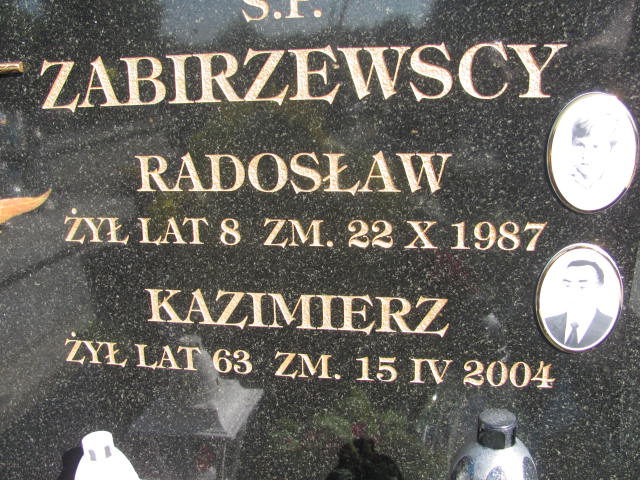 Ś.P.
ZABIRZEWSCY
RADOSŁAW
ŻYŁ LAT 8 ZM. 22 X 1987
KAZIMIERZ
ŻYŁ LAT 63 ZM. 15 IV 2004